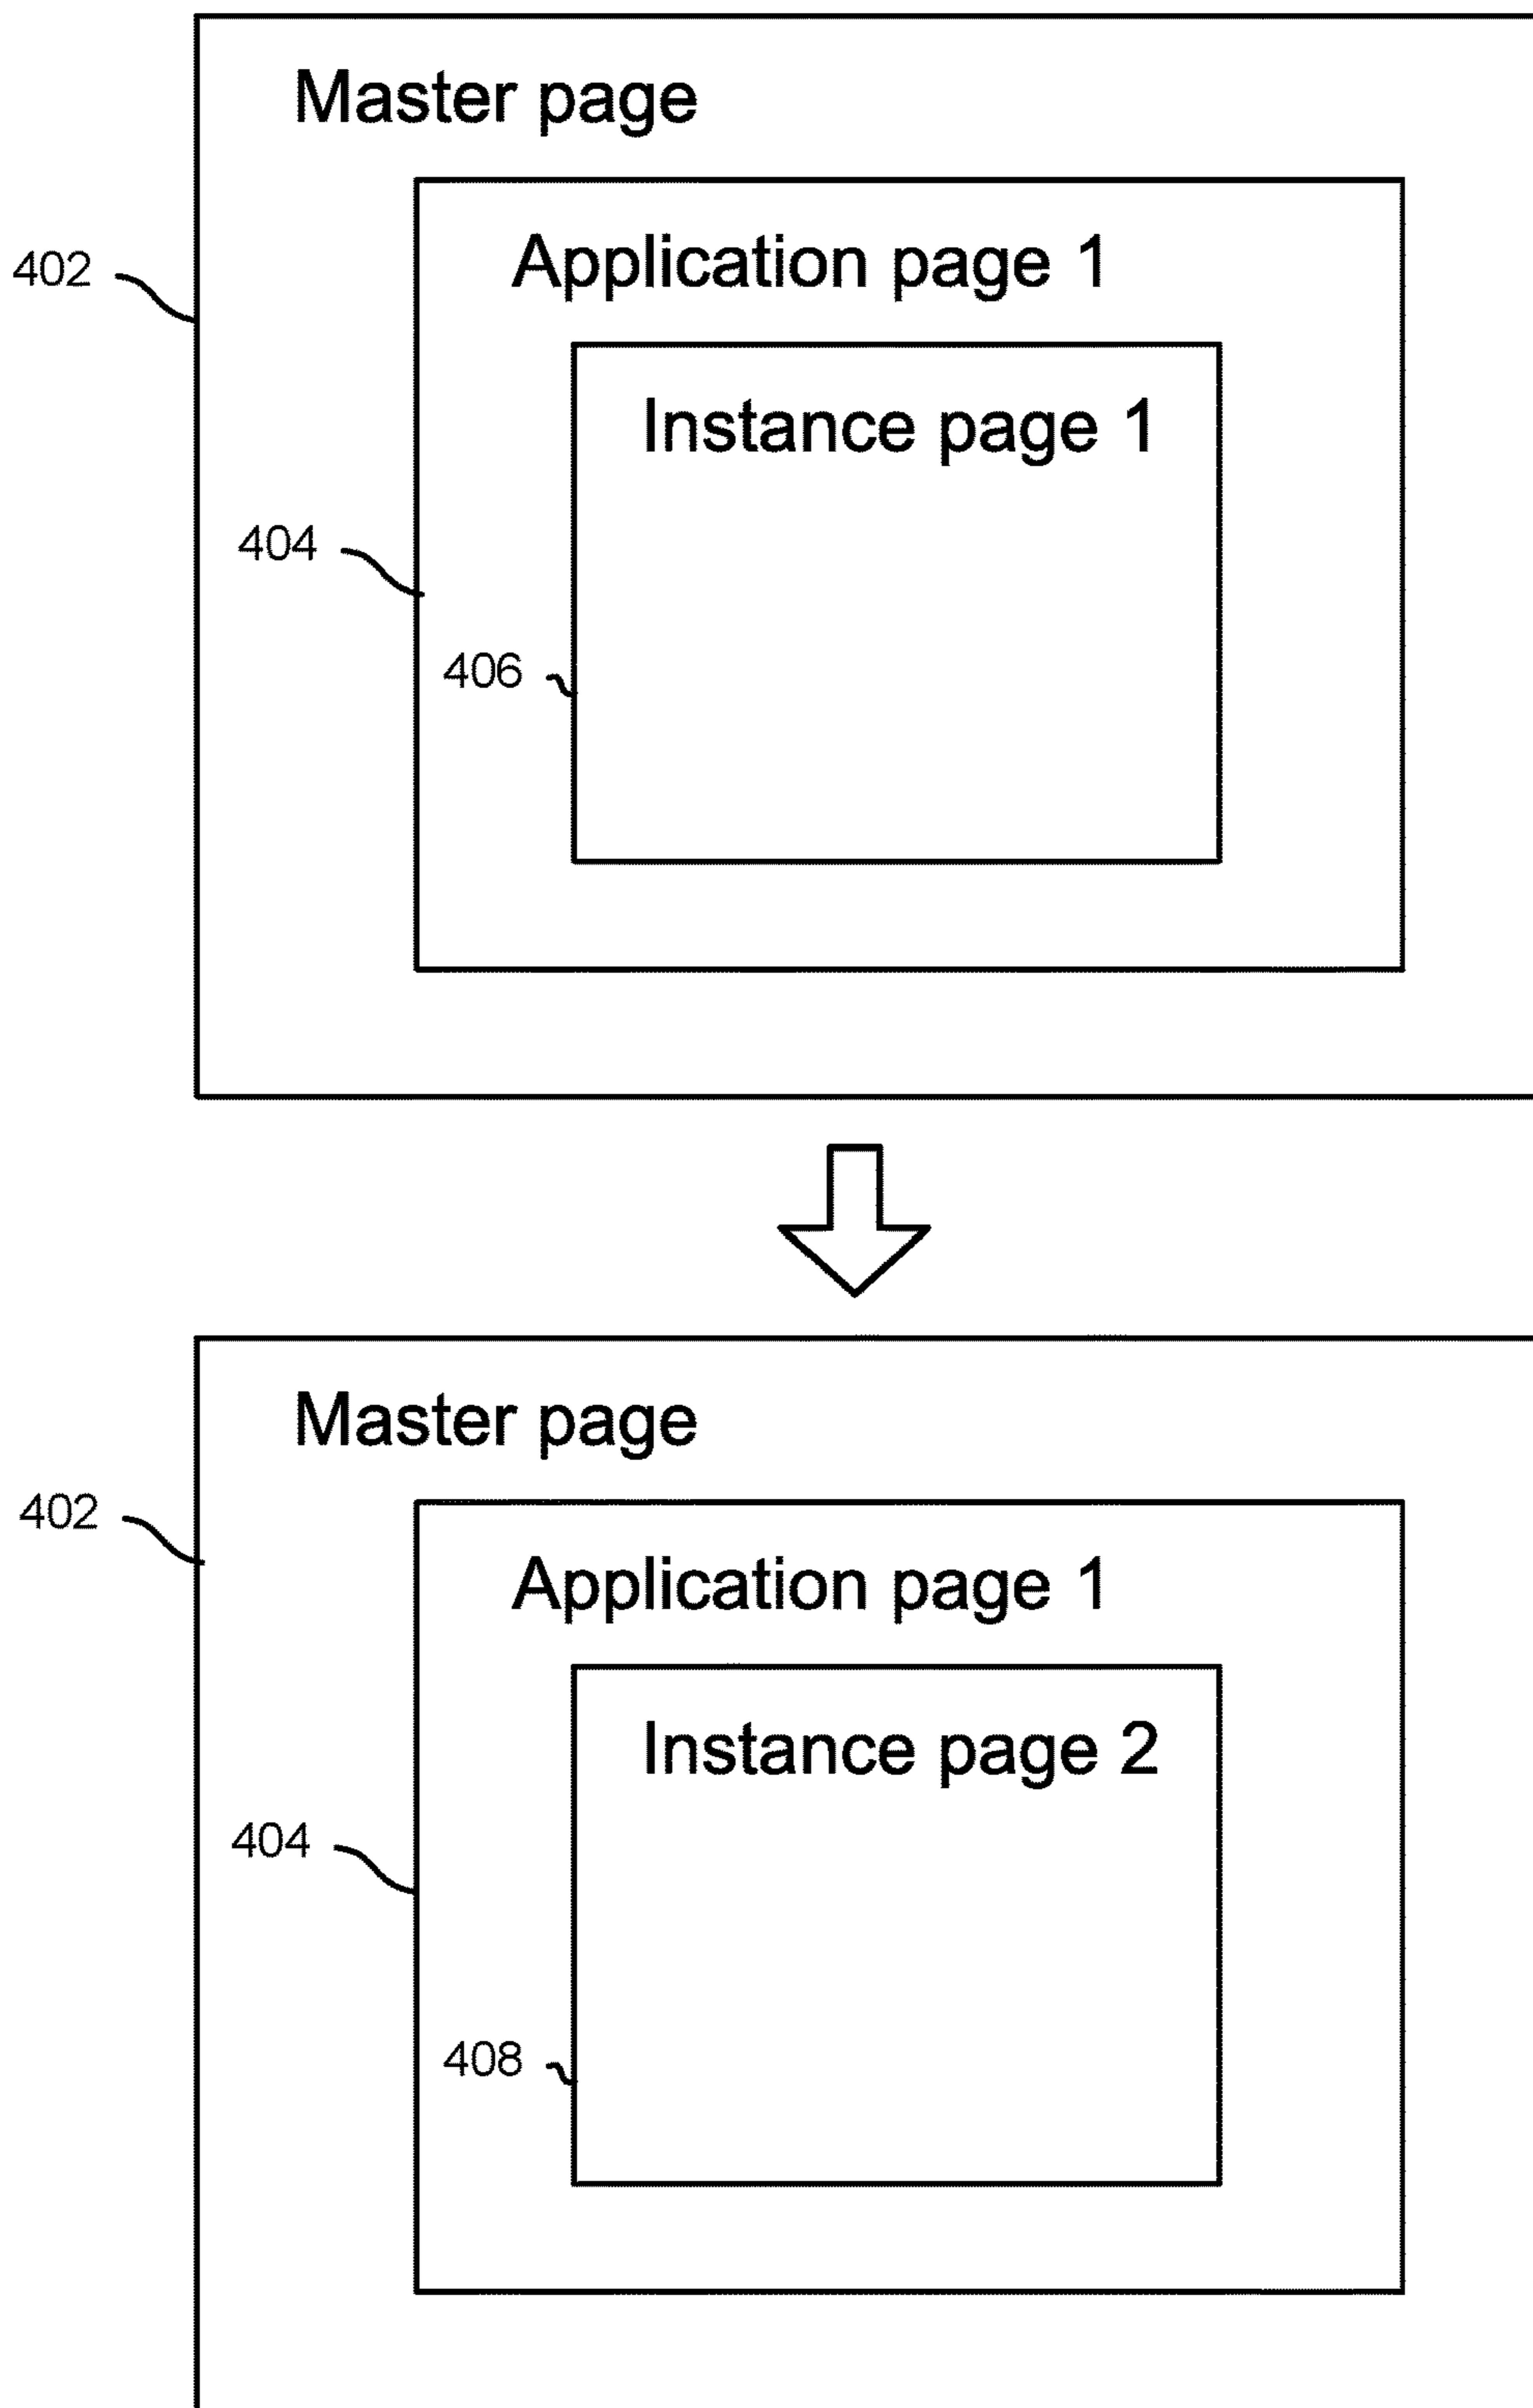 Master page
Application page 1
402
Instance page 1
404
406
Master page
402
Application page 1
Instance page 2
404
408